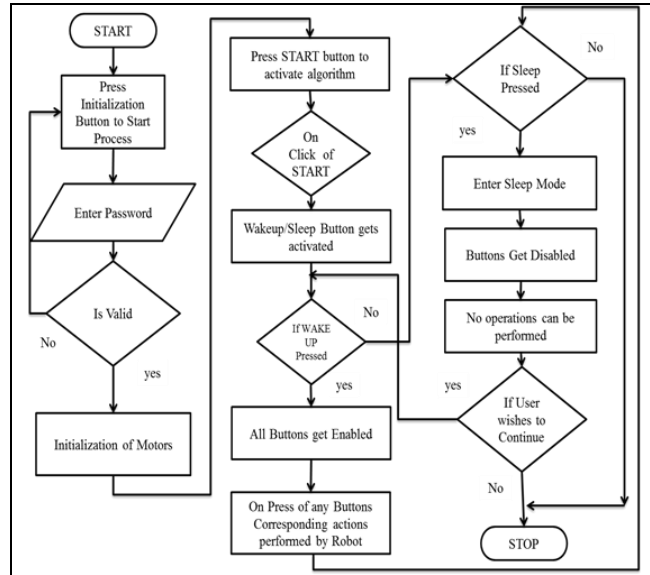 START
Press
Initialization
Button to Start
Process
Enter Password
Is Valid
No
yes
Initialization of Motors
Press START button to
activate algorithm
On
Click of
START
Wakeup/Sleep Button gets
activated
If WAKE
UP
Pressed
No
yes
All Buttons get Enabled
On Press of any Buttons
Corresponding actions
performed by Robot
If Sleep
Pressed
No
yes
Enter Sleep Mode
Buttons Get Disabled
No operations can be
performed
yes
If User
wishes to
Continue
No
STOP